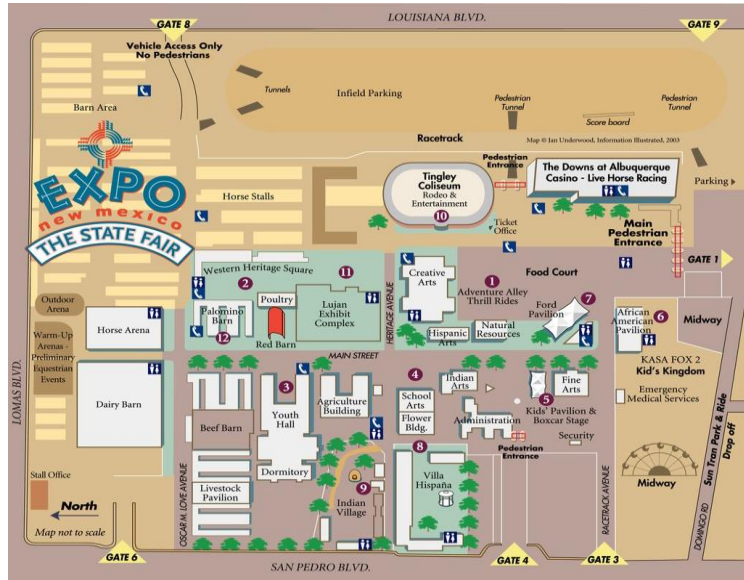 LOUISIANA BLVD.
GATE 8
GATE 9
Vehicle Access Only
No Pedestrians
Barn Area
Tunnels
Infield Parking
Pedestrian
Tunnel
Score board
Pedestrian
Tunnel
Racetrack
Map © Ian Underwood, Information Illustrated, 2003
EXPO
new mexico
THE STATE FAIR
Horse Stalls
Tingley
Coliseum
Rodeo &
Entertainment
10
Pedestrian
Entrance
The Downs at Albuquerque
Casino - Live Horse Racing
Parking
Ticket
Office
Main
Pedestrian
Entrance
GATE 1
Western Heritage Square
2
11
Creative
Arts
HERITAGE AVENUE
1
Adventure Alley
Thrill Rides
Food Court
7
Ford
Pavilion
Outdoor
Arena
Horse Arena
Palomino
Barn
12
Poultry
Red Barn
Lujan
Exhibit
Complex
Hispanic
Arts
Natural
Resources
African
American
Pavilion
6
Midway
Warm-Up
Arenas -
Preliminary
Equestrian
Events
MAIN STREET
KASA FOX 2
Kid's Kingdom
LOMAS BLVD.
Dairy Barn
Beef Barn
3
Youth
Hall
Dormitory
Agriculture
Building
4
School
Arts
Flower
Bldg.
Indian
Arts
Administration
5
Kids' Pavilion &
Boxcar Stage
Fine
Arts
Emergency
Medical Services
Security
Pedestrian
Entrance
8
Villa
Hispaña
Stall Office
North
Map not to scale
OSCAR M. LOVE AVENUE
Livestock
Pavilion
9
Indian
Village
RACETRACK AVENUE
Midway
DOMINGO RD
Sun Tran Park & Ride
Drop off
GATE 6
SAN PEDRO BLVD.
GATE 4
GATE 3